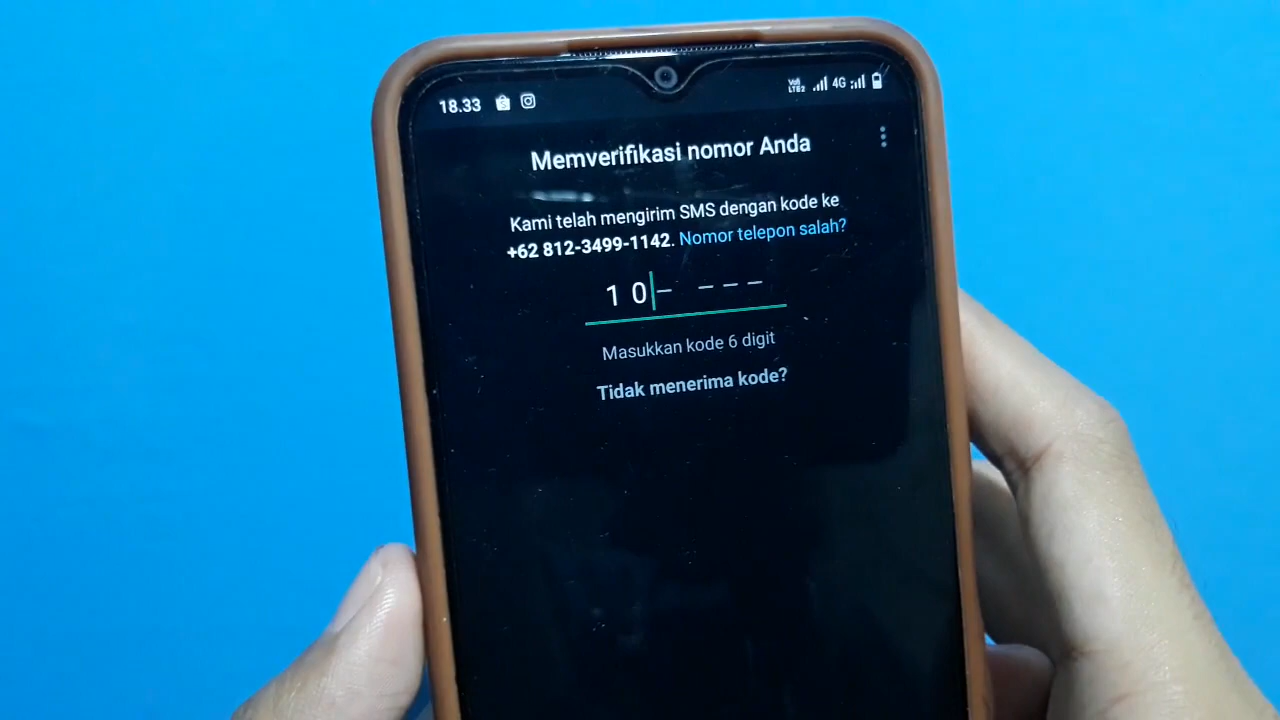 18.33
4G
Memverifikasi nomor Anda
Kami telah mengirim SMS dengan kode ke
+62 812-3499-1142. Nomor telepon salah?
1 0 – – – –
Masukkan kode 6 digit
Tidak menerima kode?